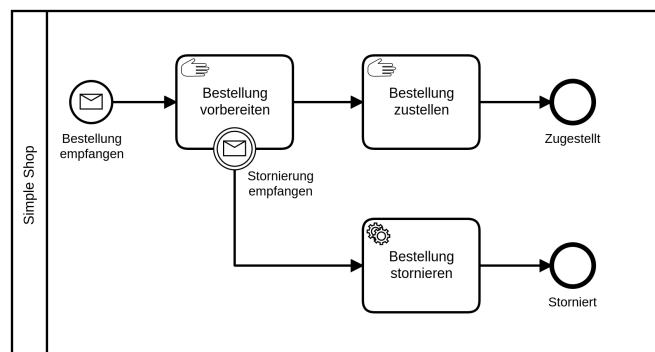 Simple Shop
Bestellung
empfangen
Bestellung
vorbereiten
Stornierung
empfangen
Bestellung
zustellen
Zugestellt
Bestellung
stornieren
Storniert